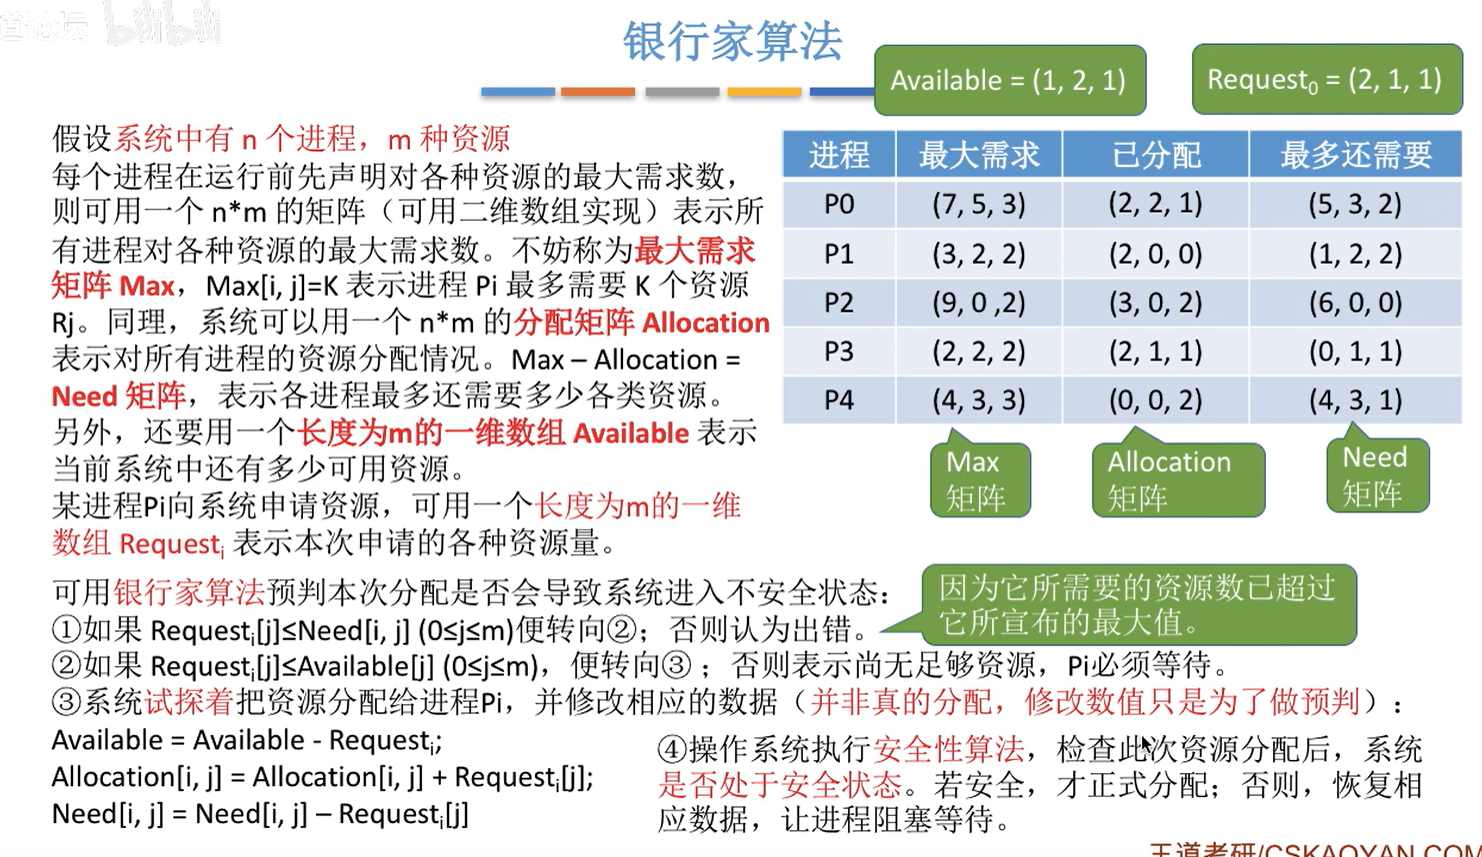 bilibili
银行家算法
Available = (1, 2, 1)
Request₀ = (2, 1, 1)
假设系统中有 n 个进程，m 种资源
每个进程在运行前先声明对各种资源的最大需求数，
则可用一个 n*m 的矩阵（可用二维数组实现）表示所
有进程对各种资源的最大需求数。不妨称为最大需求
矩阵 Max，Max[i, j]=K 表示进程 Pi 最多需要 K 个资源
Rj。同理，系统可以用一个 n*m 的分配矩阵 Allocation
表示对所有进程的资源分配情况。Max – Allocation =
Need 矩阵，表示各进程最多还需要多少各类资源。
另外，还要用一个长度为m的一维数组 Available 表示
当前系统中还有多少可用资源。
某进程Pi向系统申请资源，可用一个长度为m的一维
数组 Requestᵢ 表示本次申请的各种资源量。
进程 最大需求 已分配 最多还需要
P0 (7, 5, 3) (2, 2, 1) (5, 3, 2)
P1 (3, 2, 2) (2, 0, 0) (1, 2, 2)
P2 (9, 0 ,2) (3, 0, 2) (6, 0, 0)
P3 (2, 2, 2) (2, 1, 1) (0, 1, 1)
P4 (4, 3, 3) (0, 0, 2) (4, 3, 1)
Max
矩阵
Allocation
矩阵
Need
矩阵
可用银行家算法预判本次分配是否会导致系统进入不安全状态：
①如果 Requestᵢ[j]≤Need[i, j] (0≤j≤m)便转向②；否则认为出错。
因为它所需要的资源数已超过
它所宣布的最大值。
②如果 Requestᵢ[j]≤Available[j] (0≤j≤m)，便转向③；否则表示尚无足够资源，Pi必须等待。
③系统试探着把资源分配给进程Pi，并修改相应的数据（并非真的分配，修改数值只是为了做预判）：
Available = Available - Requestᵢ;
Allocation[i, j] = Allocation[i, j] + Requestᵢ[j];
Need[i, j] = Need[i, j] – Requestᵢ[j]
④操作系统执行安全性算法，检查此次资源分配后，系统
是否处于安全状态。若安全，才正式分配；否则，恢复相
应数据，让进程阻塞等待。
王道考研/CSKAOYAN.COM